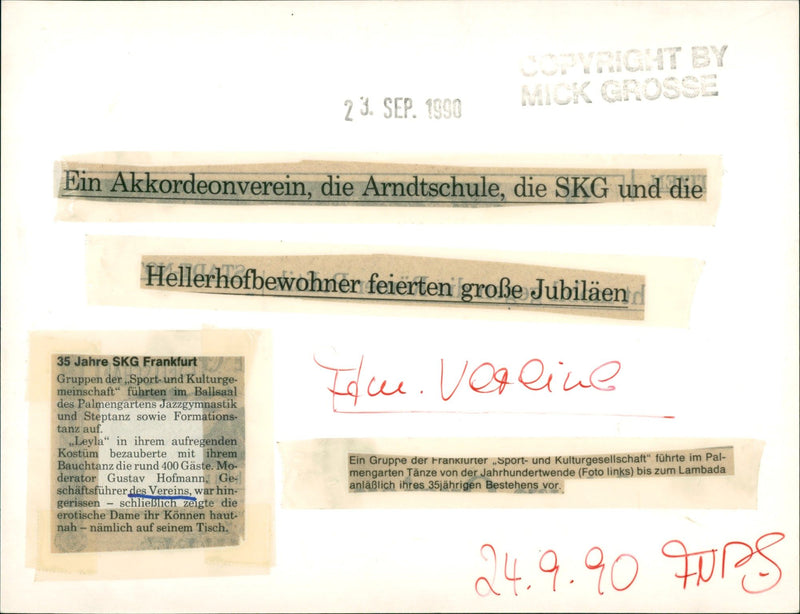 COPYRIGHT BY
MICK GROSSE
23. SEP. 1990
Ein Akkordeonverein, die Arndtschule, die SKG und die
Hellerhofbewohner feierten große Jubiläen
35 Jahre SKG Frankfurt
Gruppen der „Sport- und Kulturge-
meinschaft“ führten im Ballsaal
des Palmengartens Jazzgymnastik
und Steptanz sowie Formations-
tanz auf.
„Leyla“ in ihrem aufregenden
Kostüm bezauberte mit ihrem
Bauchtanz die rund 400 Gäste. Mo-
derator Gustav Hofmann, Ge-
schäftsführer des Vereins, war hin-
gerissen – schließlich zeigte die
erotische Dame ihr Können haut-
nah – nämlich auf seinem Tisch.
Vereine
Ein Gruppe der Frankfurter „Sport- und Kulturgesellschaft“ führte im Pal-
mengarten Tänze von der Jahrhundertwende (Foto links) bis zum Lambada
anläßlich ihres 35jährigen Bestehens vor.
24.9.90